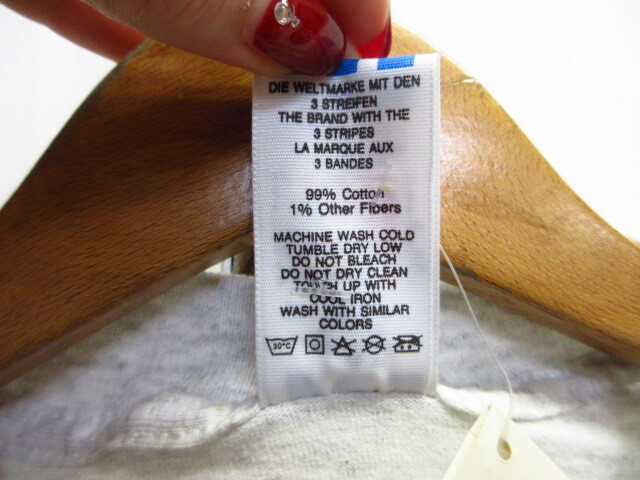 DIE WELTMARKE MIT DEN
3 STREIFEN
THE BRAND WITH THE
3 STRIPES
LA MARQUE AUX
3 BANDES
99% Cotton
1% Other Fibers
MACHINE WASH COLD
TUMBLE DRY LOW
DO NOT BLEACH
DO NOT DRY CLEAN
TOUCH UP WITH
COOL IRON
WASH WITH SIMILAR
COLORS
30°C